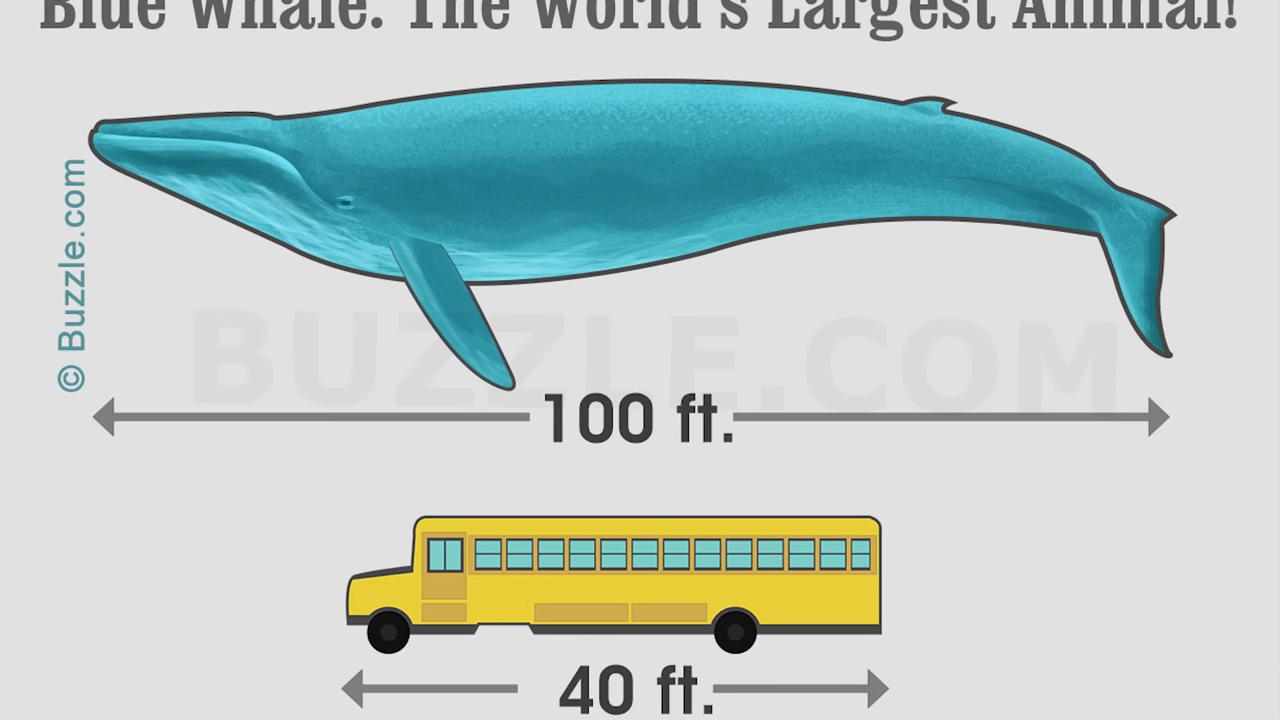 Blue Whale: The World's Largest Animal!
© Buzzle.com
BUZZLE.COM
100 ft.
40 ft.